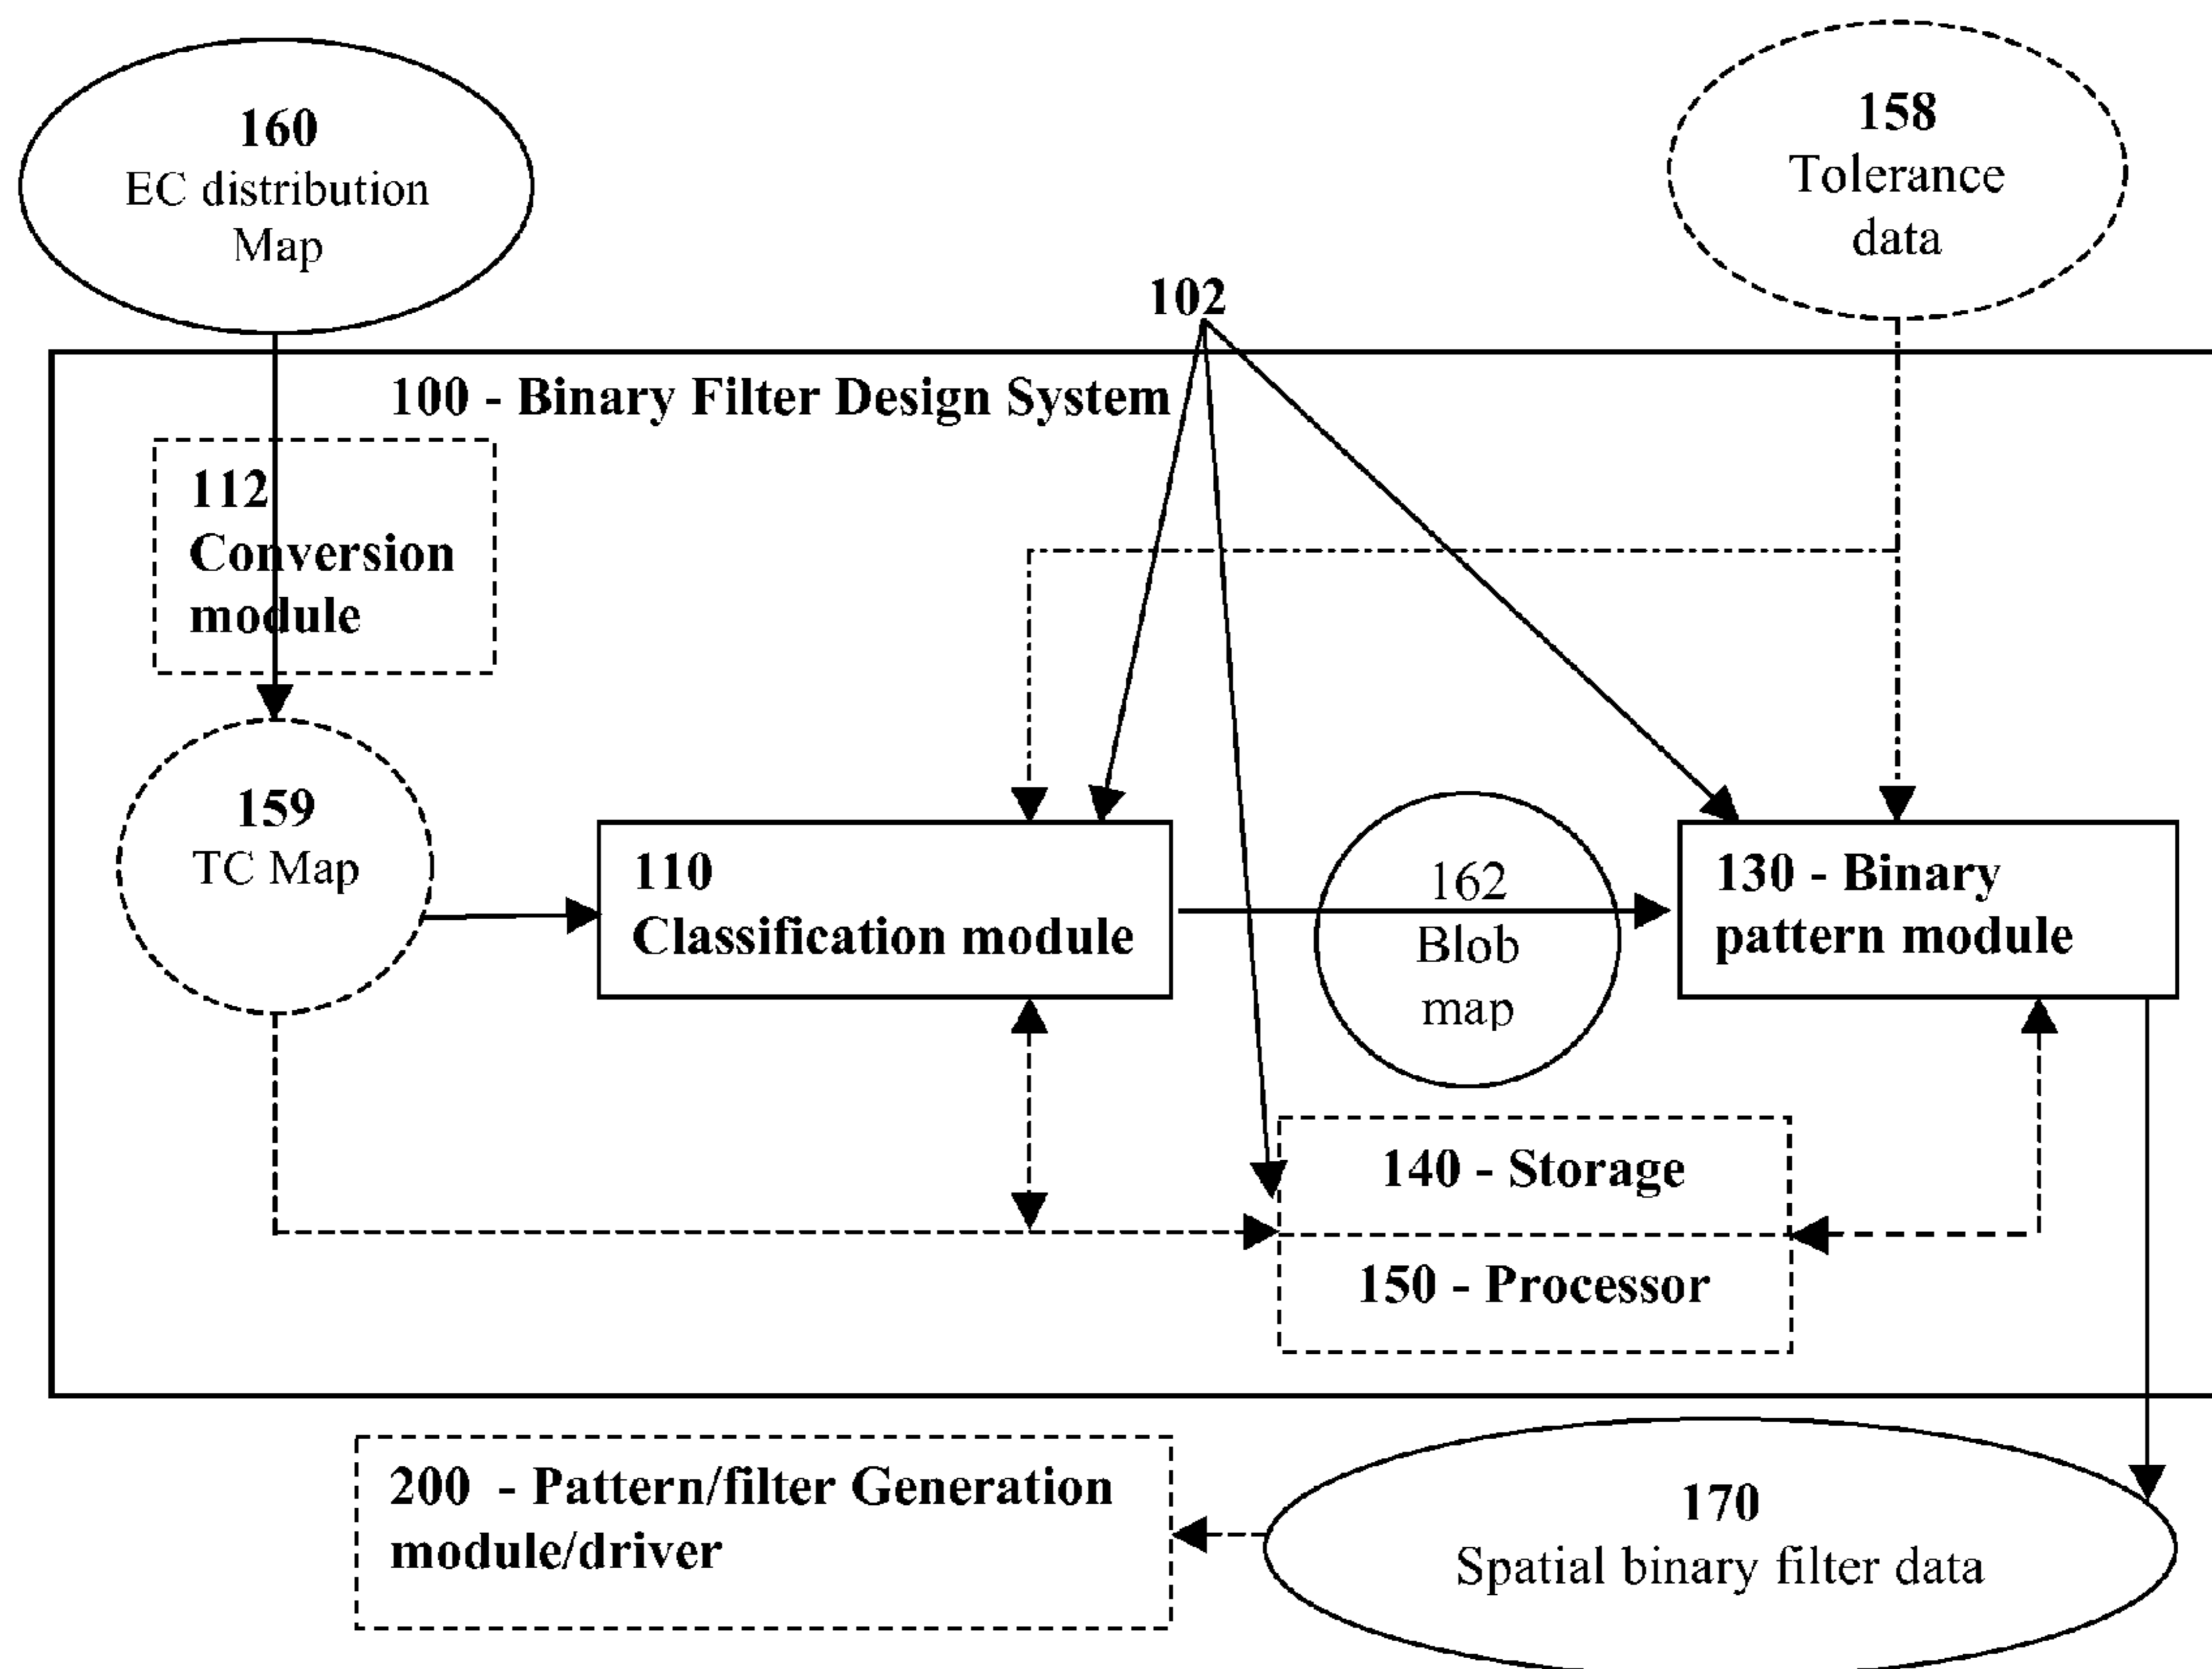 160
EC distribution
Map
158
Tolerance
data
102
100 - Binary Filter Design System
112
Conversion
module
159
TC Map
110
Classification module
162
Blob
map
130 - Binary
pattern module
140 - Storage
150 - Processor
200 - Pattern/filter Generation
module/driver
170
Spatial binary filter data